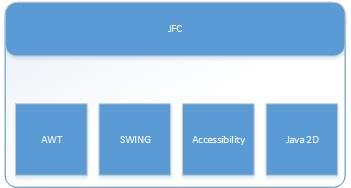 JFC
AWT
SWING
Accessibility
Java 2D